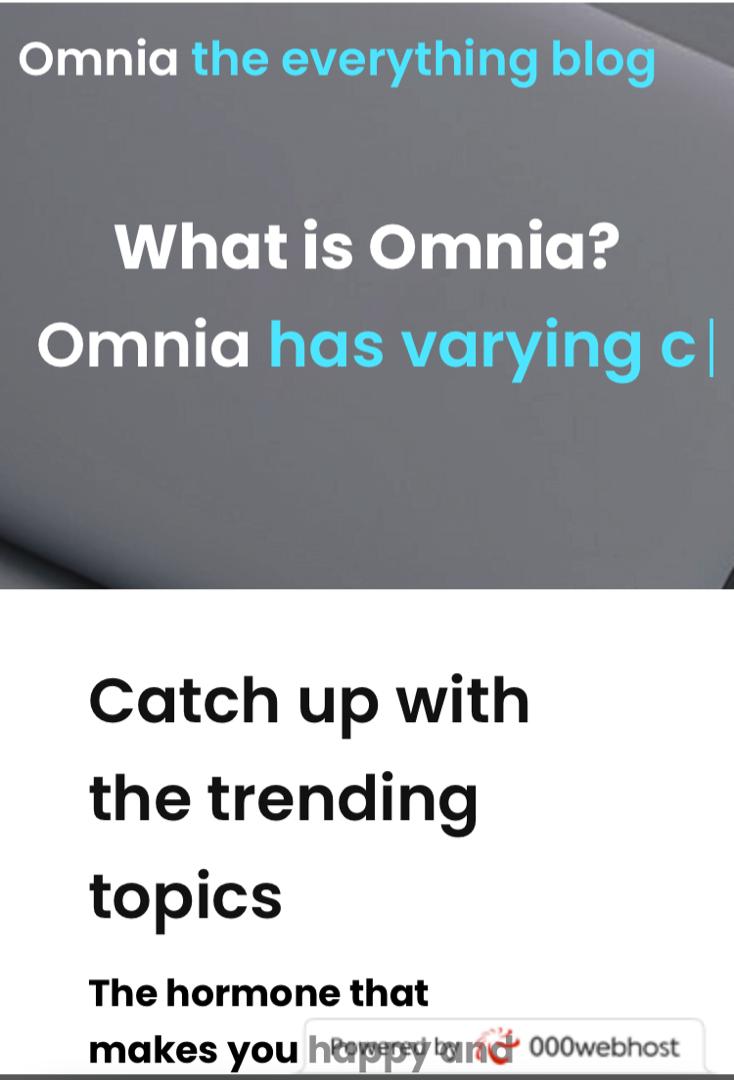 Omnia the everything blog
What is Omnia?
Omnia has varying c|
Catch up with
the trending
topics
The hormone that
makes you happy and
Powered by 000webhost